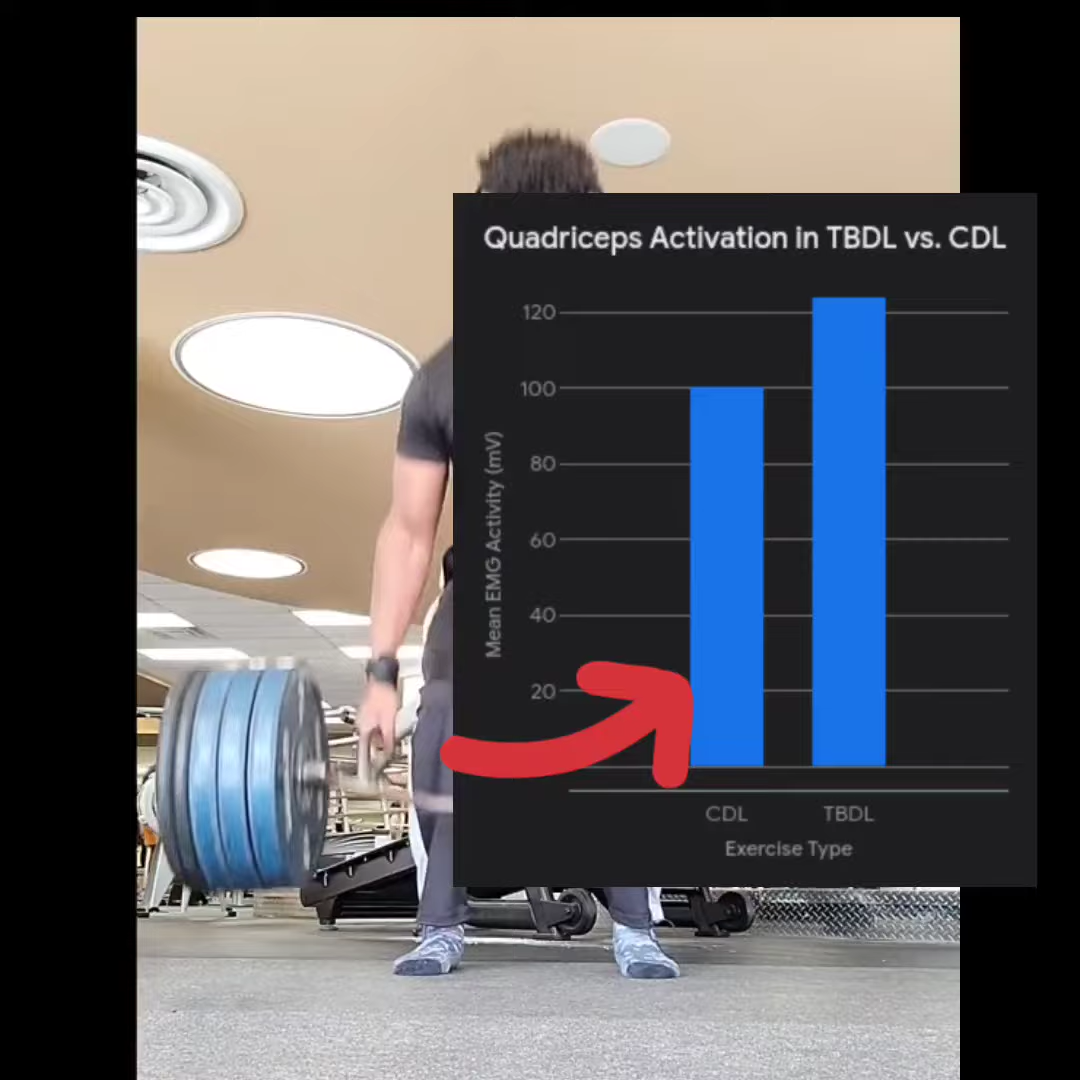 Quadriceps Activation in TBDL vs. CDL
120
100
80
60
40
20
Mean EMG Activity (mV)
CDL TBDL
Exercise Type